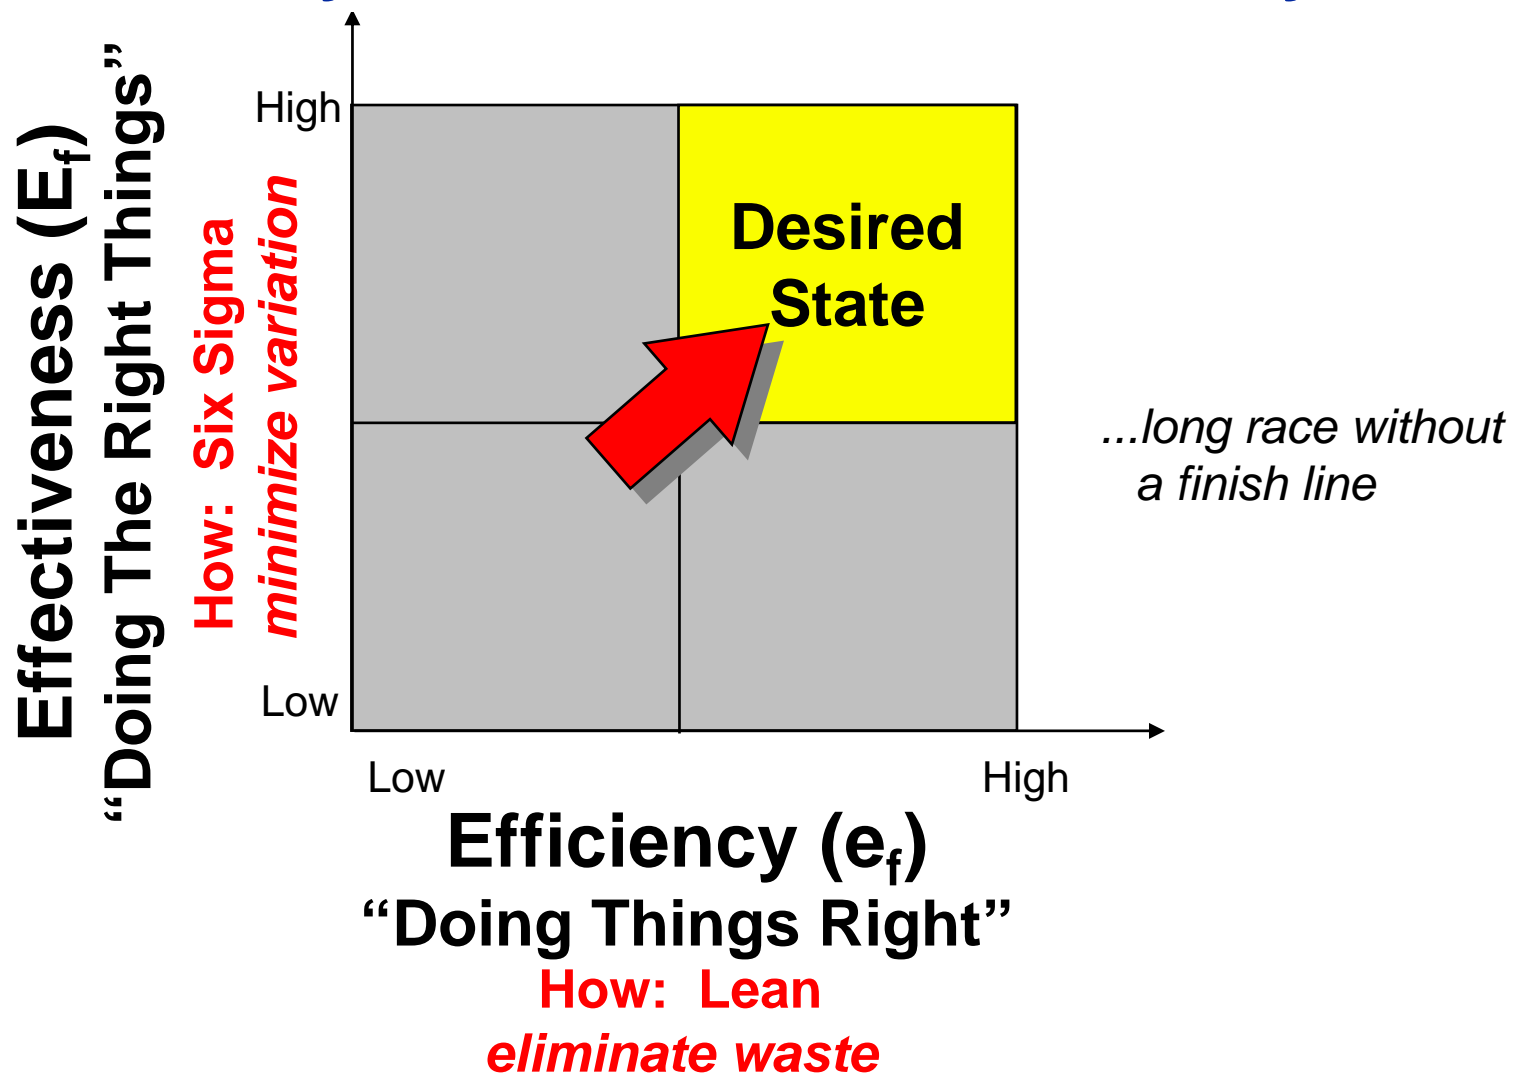 Effectiveness (Ef)
“Doing The Right Things”
How: Six Sigma
minimize variation
High
Desired
State
...long race without
a finish line
Low
Low
High
Efficiency (ef)
“Doing Things Right”
How: Lean
eliminate waste